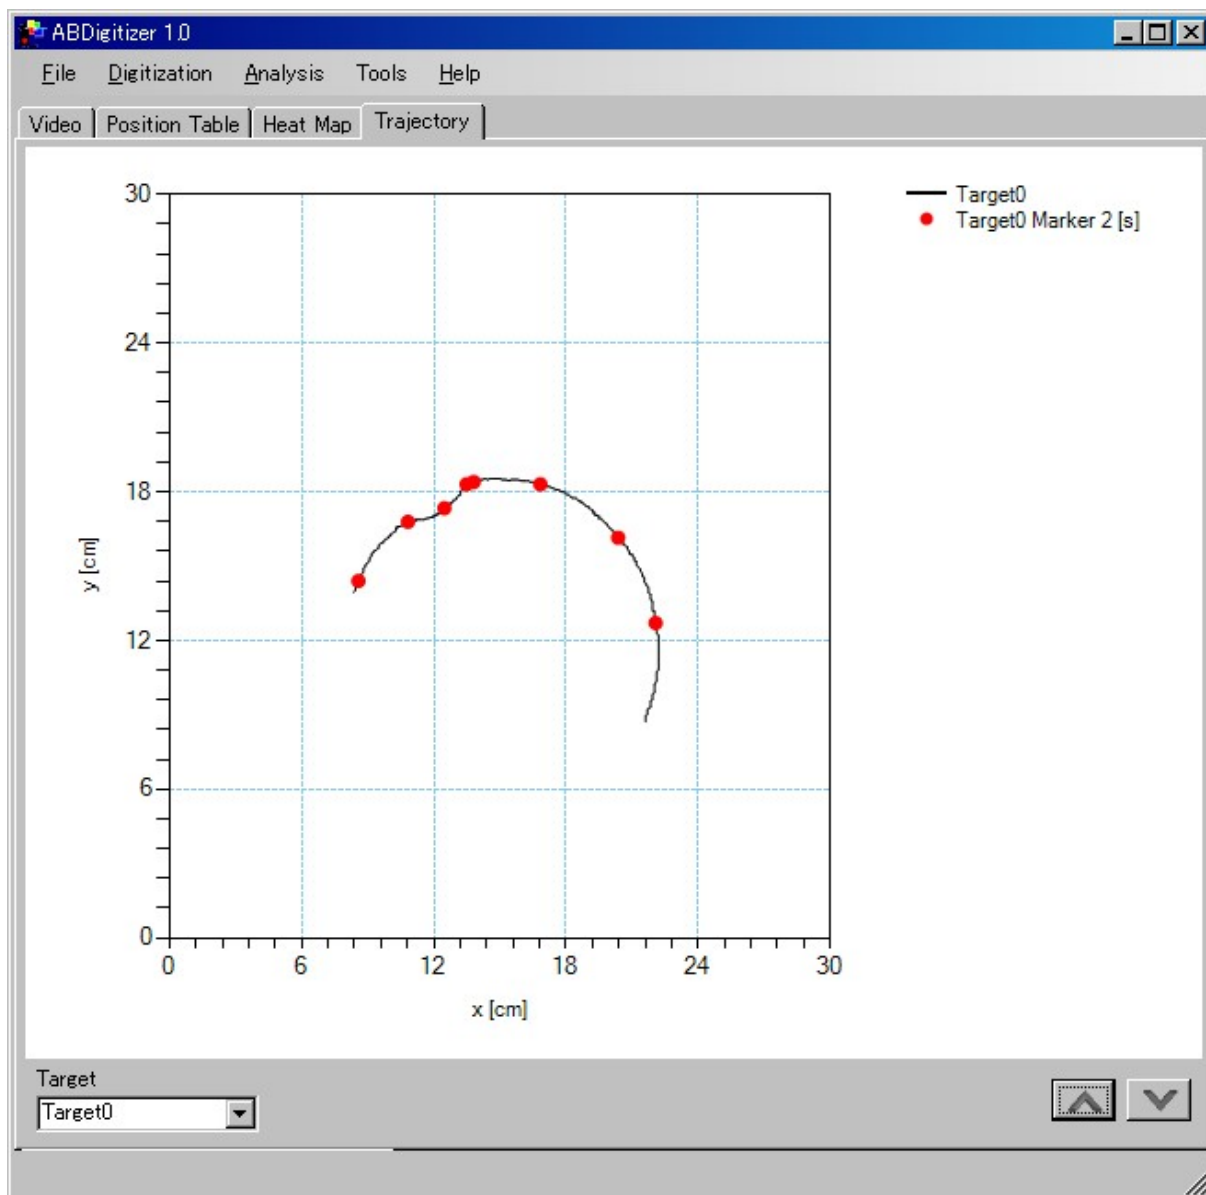 ABDigitizer 1.0
File Digitization Analysis Tools Help
Video Position Table Heat Map Trajectory
Target0
Target0 Marker 2 [s]
30
24
18
12
6
0
y [cm]
0 6 12 18 24 30
x [cm]
Target
Target0